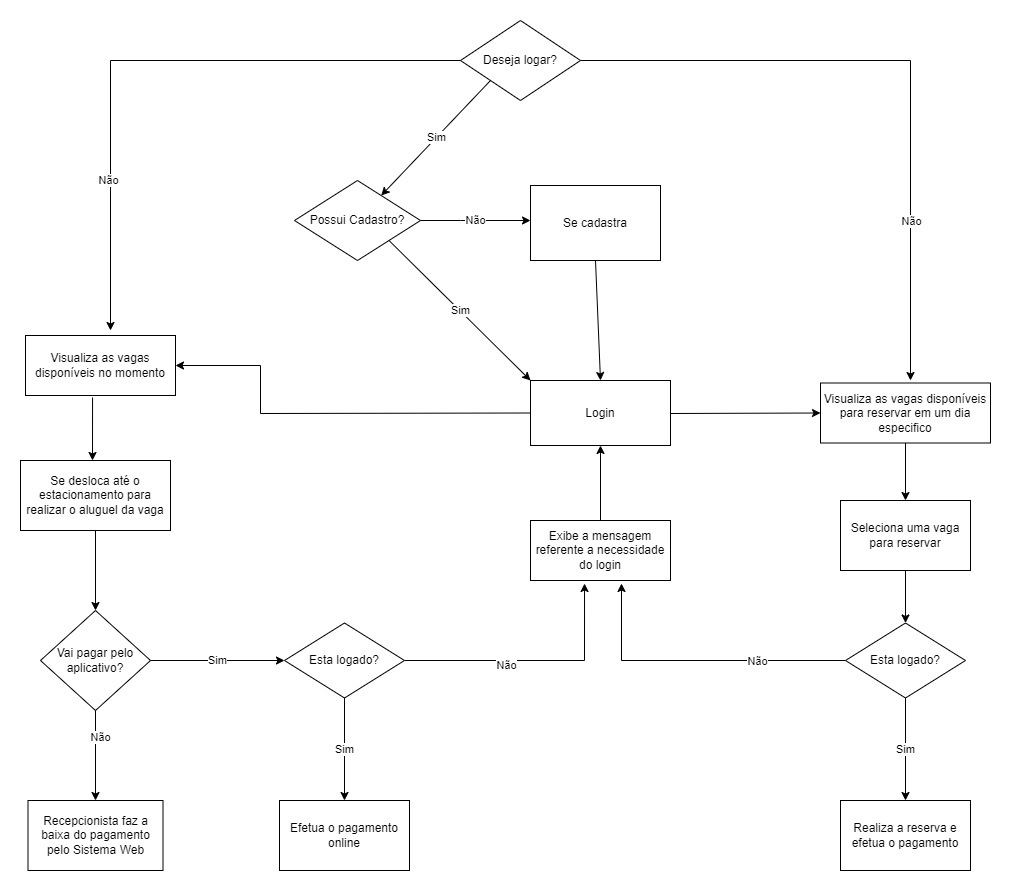 Deseja logar?
Sim
Não
Possui Cadastro?
Não
Se cadastra
Não
Sim
Visualiza as vagas
disponíveis no momento
Login
Visualiza as vagas disponíveis
para reservar em um dia
especifico
Se desloca até o
estacionamento para
realizar o aluguel da vaga
Exibe a mensagem
referente a necessidade
do login
Seleciona uma vaga
para reservar
Vai pagar pelo
aplicativo?
Sim
Esta logado?
Não
Não
Esta logado?
Não
Sim
Sim
Recepcionista faz a
baixa do pagamento
pelo Sistema Web
Efetua o pagamento
online
Realiza a reserva e
efetua o pagamento